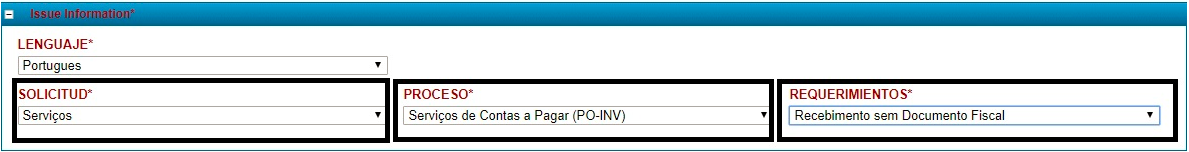 Issue Information*
LENGUAJE*
Portugues
SOLICITUD* PROCESO* REQUERIMIENTOS*
Serviços Serviços de Contas a Pagar (PO-INV) Recebimento sem Documento Fiscal